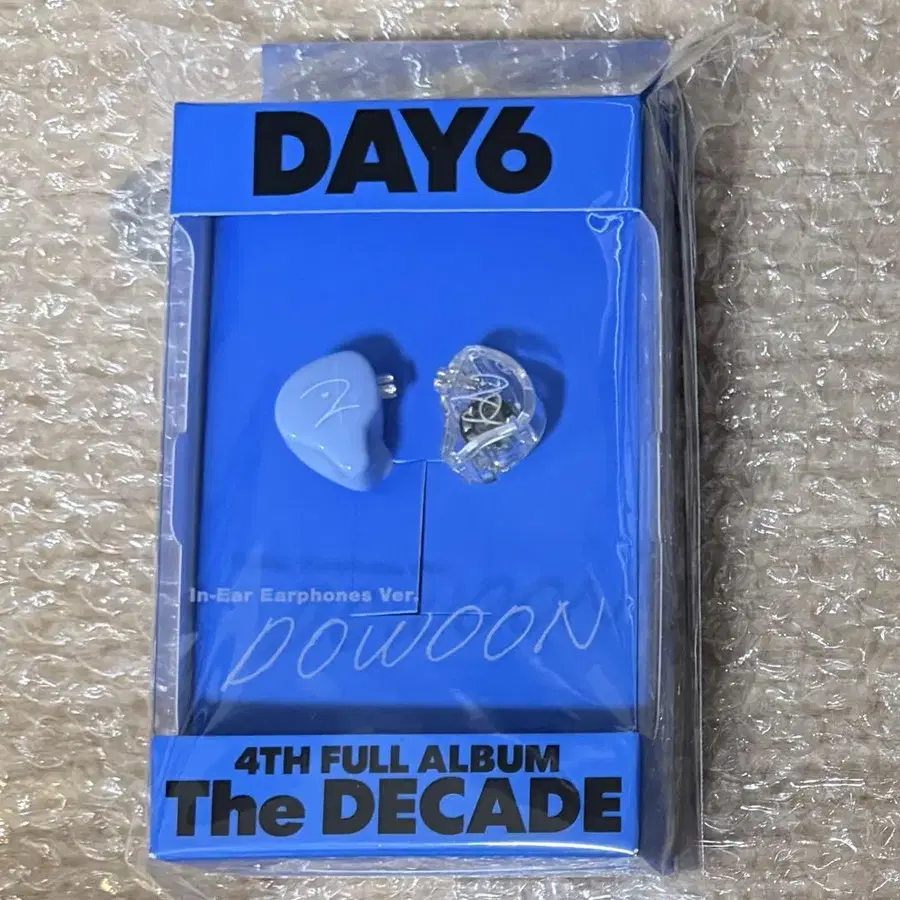 DAY6
In-Ear Earphones Ver.
DOWOON
4TH FULL ALBUM
The DECADE